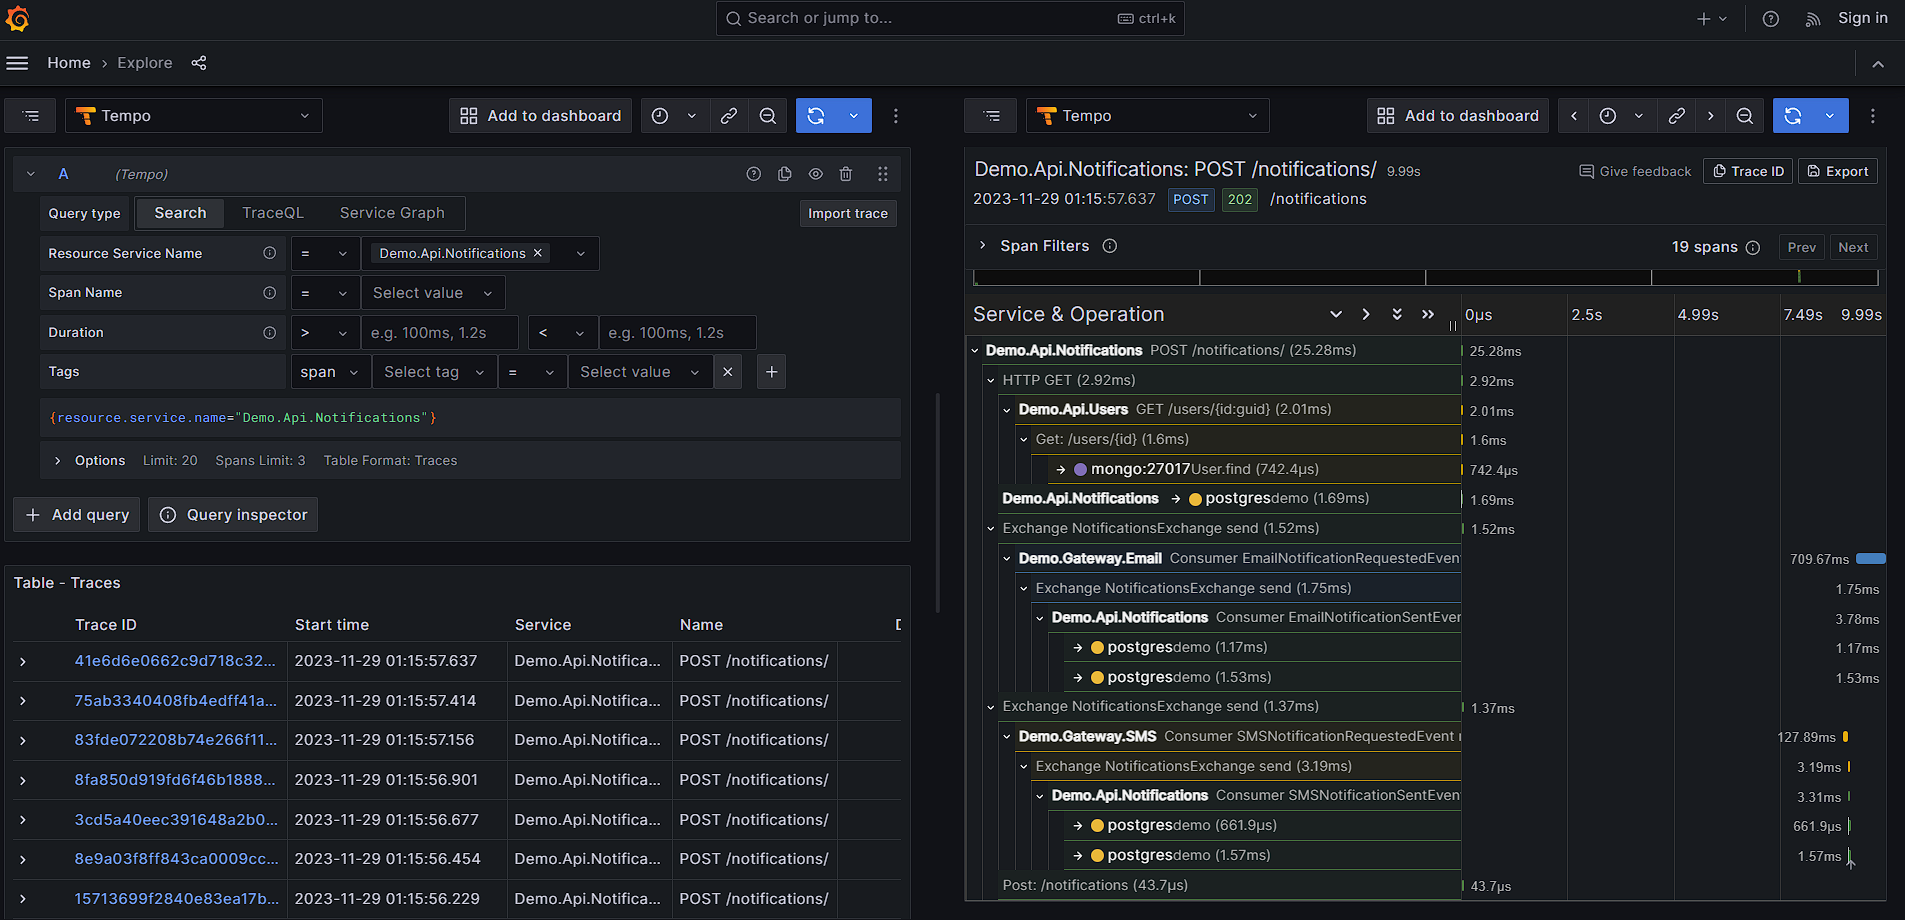 Search or jump to...
ctrl+k
Sign in
Home › Explore
Tempo
Add to dashboard
A (Tempo)
Query type
Search
TraceQL
Service Graph
Import trace
Resource Service Name
=
Demo.Api.Notifications
Span Name
=
Select value
Duration
>
e.g. 100ms, 1.2s
<
e.g. 100ms, 1.2s
Tags
span
Select tag
=
Select value
{resource.service.name="Demo.Api.Notifications"}
Options Limit: 20 Spans Limit: 3 Table Format: Traces
+ Add query
Query inspector
Table - Traces
Trace ID Start time Service Name
41e6d6e0662c9d718c32... 2023-11-29 01:15:57.637 Demo.Api.Notifica... POST /notifications/
75ab3340408fb4edff41a... 2023-11-29 01:15:57.414 Demo.Api.Notifica... POST /notifications/
83fde072208b74e266f11... 2023-11-29 01:15:57.156 Demo.Api.Notifica... POST /notifications/
8fa850d919fd6f46b1888... 2023-11-29 01:15:56.901 Demo.Api.Notifica... POST /notifications/
3cd5a40eec391648a2b0... 2023-11-29 01:15:56.677 Demo.Api.Notifica... POST /notifications/
8e9a03f8ff843ca0009cc... 2023-11-29 01:15:56.454 Demo.Api.Notifica... POST /notifications/
15713699f2840e83ea17b... 2023-11-29 01:15:56.229 Demo.Api.Notifica... POST /notifications/
Tempo
Add to dashboard
Demo.Api.Notifications: POST /notifications/ 9.99s
Give feedback
Trace ID
Export
2023-11-29 01:15:57.637 POST 202 /notifications
Span Filters
19 spans
Prev
Next
Service & Operation
0μs 2.5s 4.99s 7.49s 9.99s
Demo.Api.Notifications POST /notifications/ (25.28ms) 25.28ms
HTTP GET (2.92ms) 2.92ms
Demo.Api.Users GET /users/{id:guid} (2.01ms) 2.01ms
Get: /users/{id} (1.6ms) 1.6ms
mongo:27017User.find (742.4μs) 742.4μs
Demo.Api.Notifications → postgresdemo (1.69ms) 1.69ms
Exchange NotificationsExchange send (1.52ms) 1.52ms
Demo.Gateway.Email Consumer EmailNotificationRequestedEvent 709.67ms
Exchange NotificationsExchange send (1.75ms) 1.75ms
Demo.Api.Notifications Consumer EmailNotificationSentEven 3.78ms
postgresdemo (1.17ms) 1.17ms
postgresdemo (1.53ms) 1.53ms
Exchange NotificationsExchange send (1.37ms) 1.37ms
Demo.Gateway.SMS Consumer SMSNotificationRequestedEvent 127.89ms
Exchange NotificationsExchange send (3.19ms) 3.19ms
Demo.Api.Notifications Consumer SMSNotificationSentEven 3.31ms
postgresdemo (661.9μs) 661.9μs
postgresdemo (1.57ms) 1.57ms
Post: /notifications (43.7μs) 43.7μs